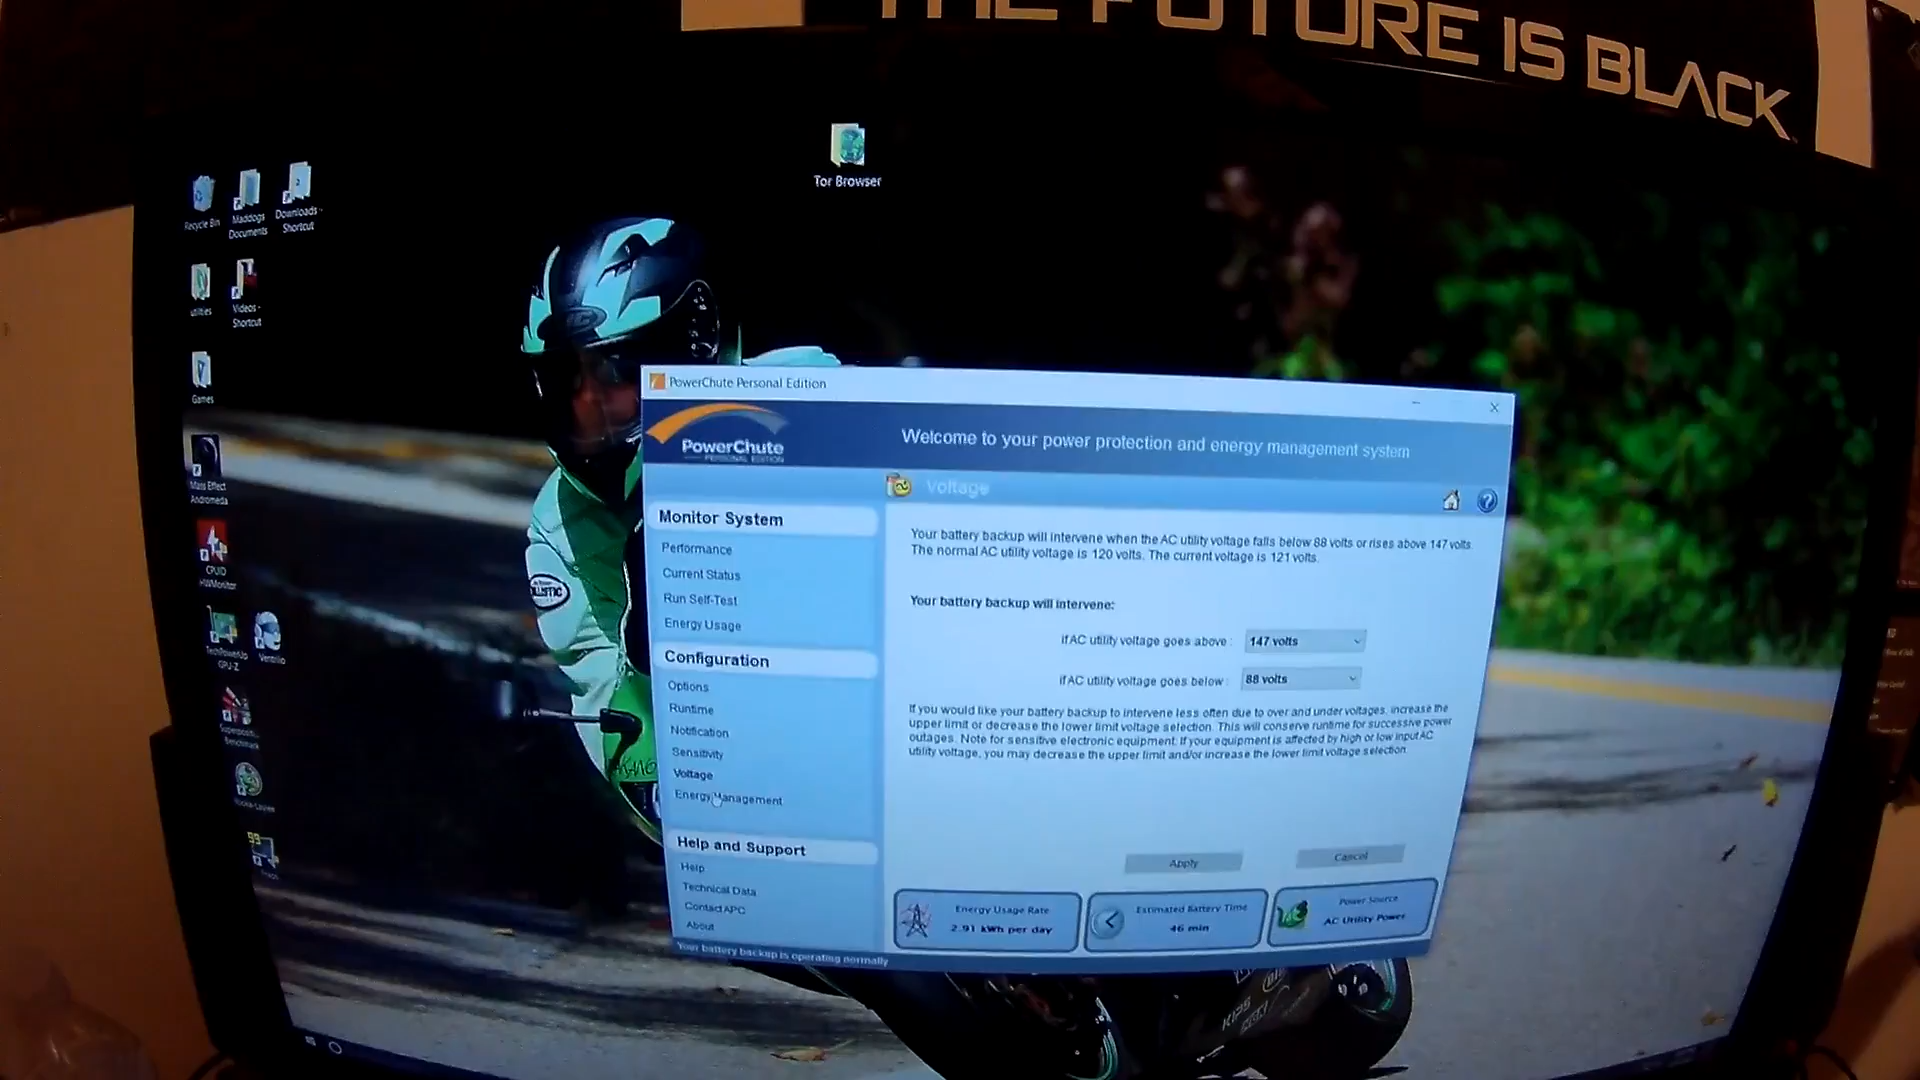 THE FUTURE IS BLACK
Tor Browser
Recycle Bin
Maddogs
Documents
Downloads -
Shortcut
utilities
Videos -
Shortcut
Games
Mass Effect
Andromeda
CPUID
HWMonitor
TechPowerUp
GPU-Z
Ventrilo
Benchmark
PowerChute Personal Edition
PowerChute
PERSONAL EDITION
Welcome to your power protection and energy management system
Voltage
Monitor System
Performance
Current Status
Run Self-Test
Energy Usage
Configuration
Options
Runtime
Notification
Sensitivity
Voltage
Energy Management
Help and Support
Help
Technical Data
Contact APC
About
Your battery backup will intervene when the AC utility voltage falls below 88 volts or rises above 147 volts.
The normal AC utility voltage is 120 volts. The current voltage is 121 volts.
Your battery backup will intervene:
if AC utility voltage goes above :
147 volts
if AC utility voltage goes below :
88 volts
If you would like your battery backup to intervene less often due to over and under voltages, increase the
upper limit or decrease the lower limit voltage selection. This will conserve runtime for successive power
outages. Note for sensitive electronic equipment: If your equipment is affected by high or low input AC
utility voltage, you may decrease the upper limit and/or increase the lower limit voltage selection.
Apply
Cancel
Energy Usage Rate
2.91 kWh per day
Estimated Battery Time
46 min
Power Source
AC Utility Power
Your battery backup is operating normally